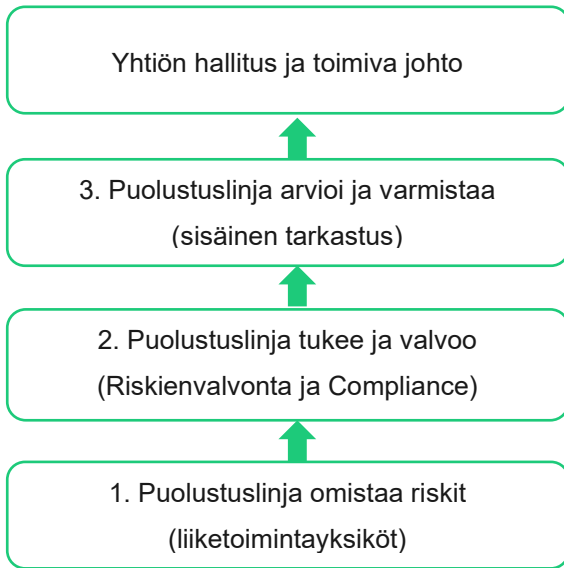 Yhtiön hallitus ja toimiva johto
3. Puolustuslinja arvioi ja varmistaa
(sisäinen tarkastus)
2. Puolustuslinja tukee ja valvoo
(Riskienvalvonta ja Compliance)
1. Puolustuslinja omistaa riskit
(liiketoimintayksiköt)